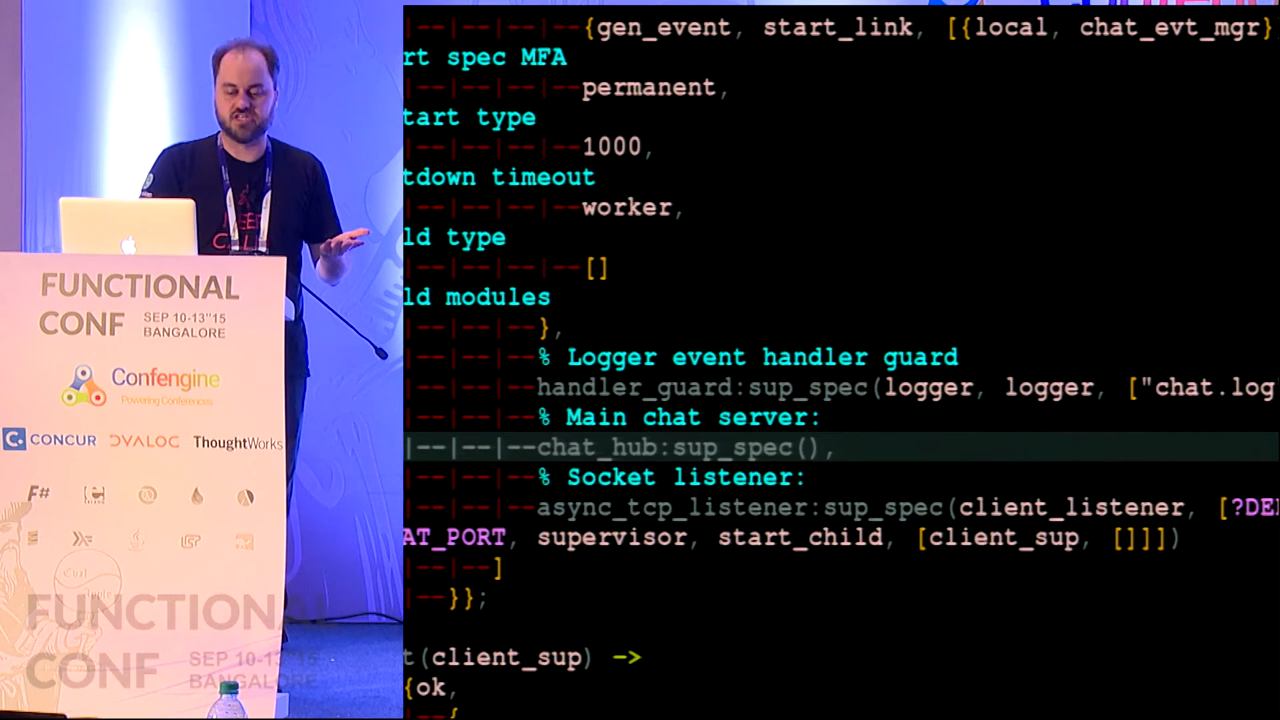 FUNCTIONAL
CONF SEP 10-13"15
BANGALORE
Confengine
Powering Conferences
C. CONCUR DVALOC ThoughtWorks
F#
FUNCTIONAL
CONF SEP 10-13"15
BANGALORE
|--|--|--|--|--|--{gen_event, start_link, [{local, chat_evt_mgr}
rt spec MFA
|--|--|--|--|--|--permanent,
tart type
|--|--|--|--|--|--1000,
tdown timeout
|--|--|--|--|--|--worker,
ld type
|--|--|--|--|--|--[]
ld modules
|--|--|--},
|--|--|--% Logger event handler guard
|--|--|--handler_guard:sup_spec(logger, logger, ["chat.log
|--|--|--% Main chat server:
|--|--|--chat_hub:sup_spec(),
|--|--|--% Socket listener:
|--|--|--async_tcp_listener:sup_spec(client_listener, [?DE
AT_PORT, supervisor, start_child, [client_sup, []]])
|--|--]
|--}};
t(client_sup) ->
{ok,
|--{